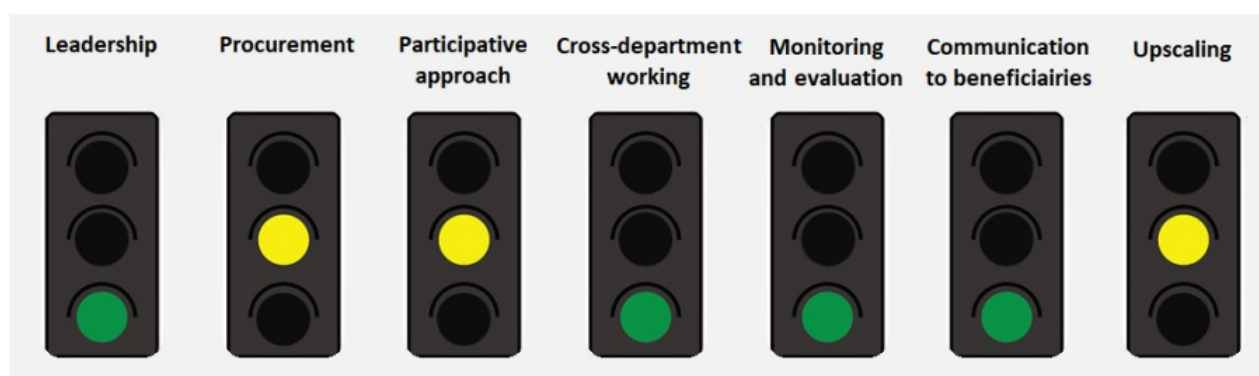 Leadership
Procurement
Participative
approach
Cross-department
working
Monitoring
and evaluation
Communication
to beneficiairies
Upscaling